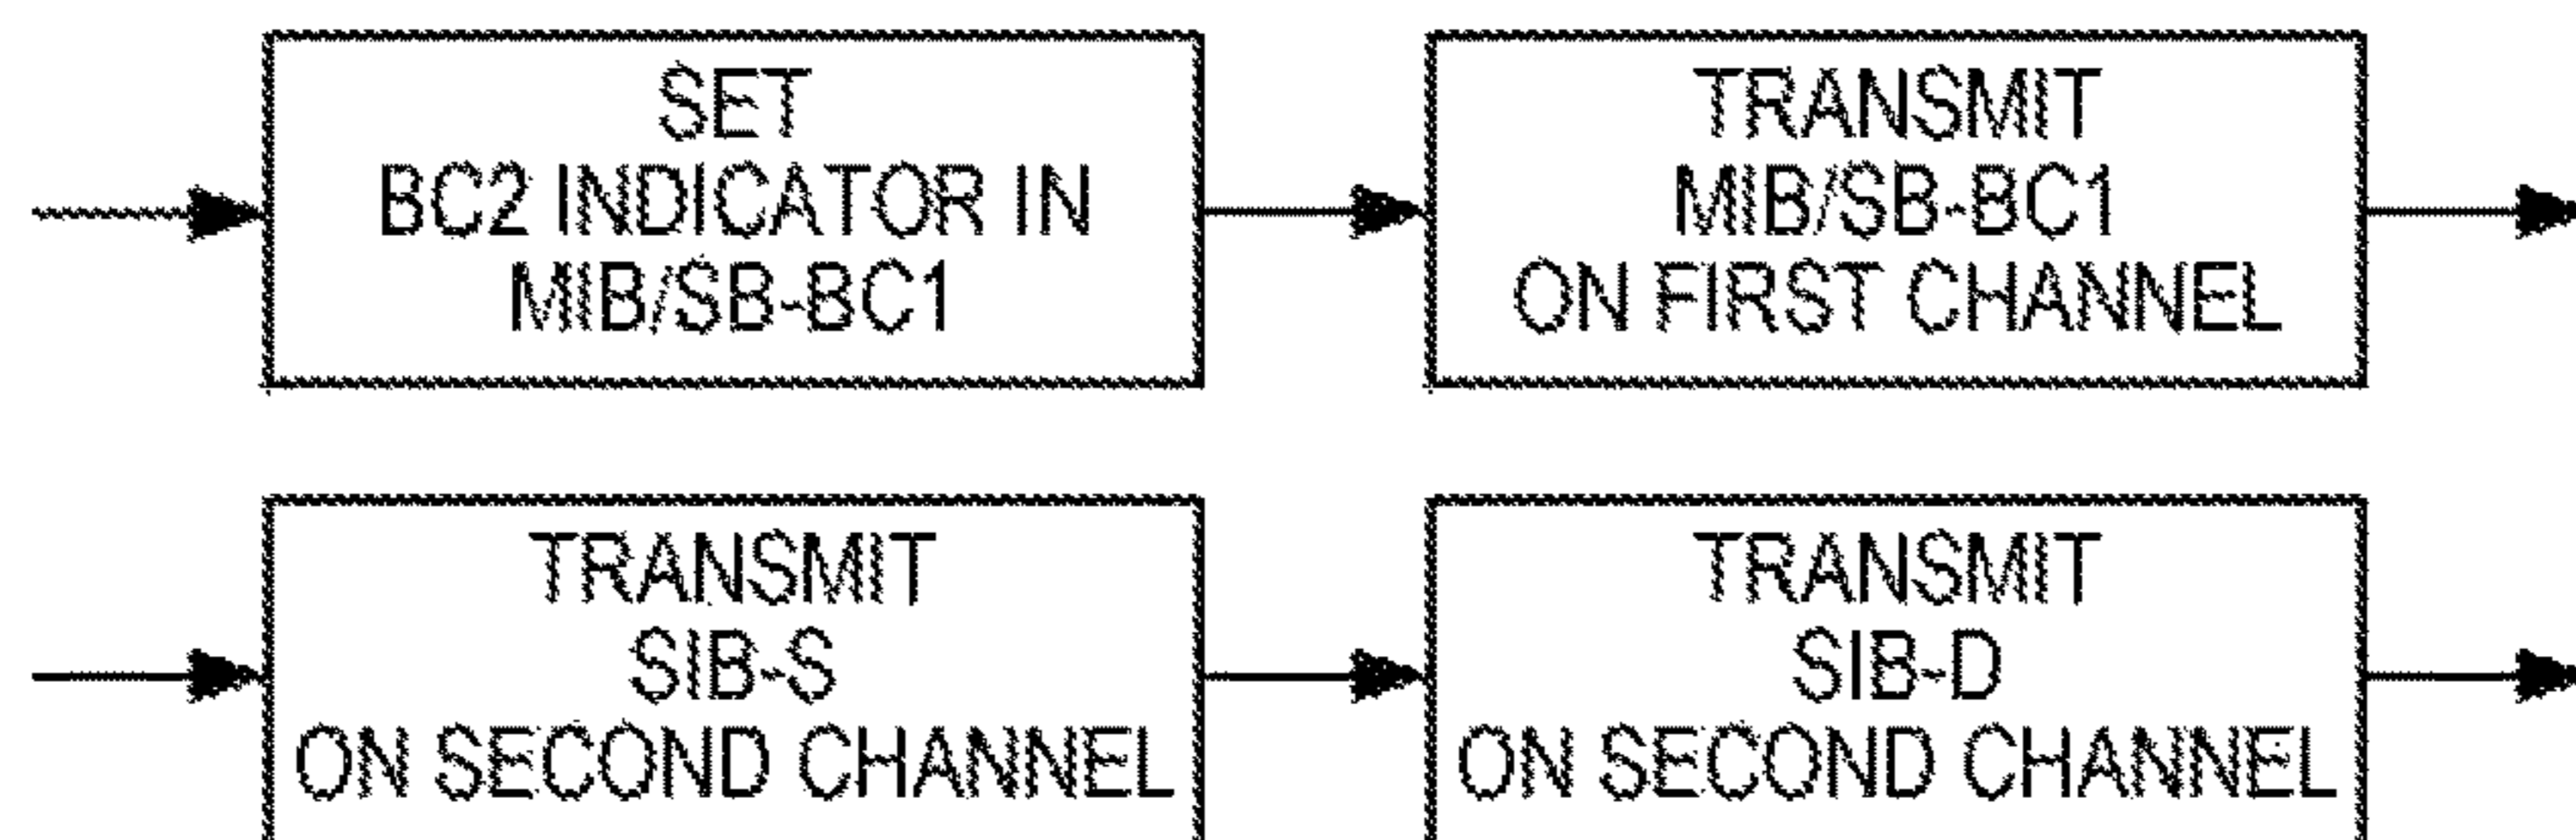 SET
BC2 INDICATOR IN
MIB/SB-BC1
TRANSMIT
MIB/SB-BC1
ON FIRST CHANNEL
TRANSMIT
SIB-S
ON SECOND CHANNEL
TRANSMIT
SIB-D
ON SECOND CHANNEL